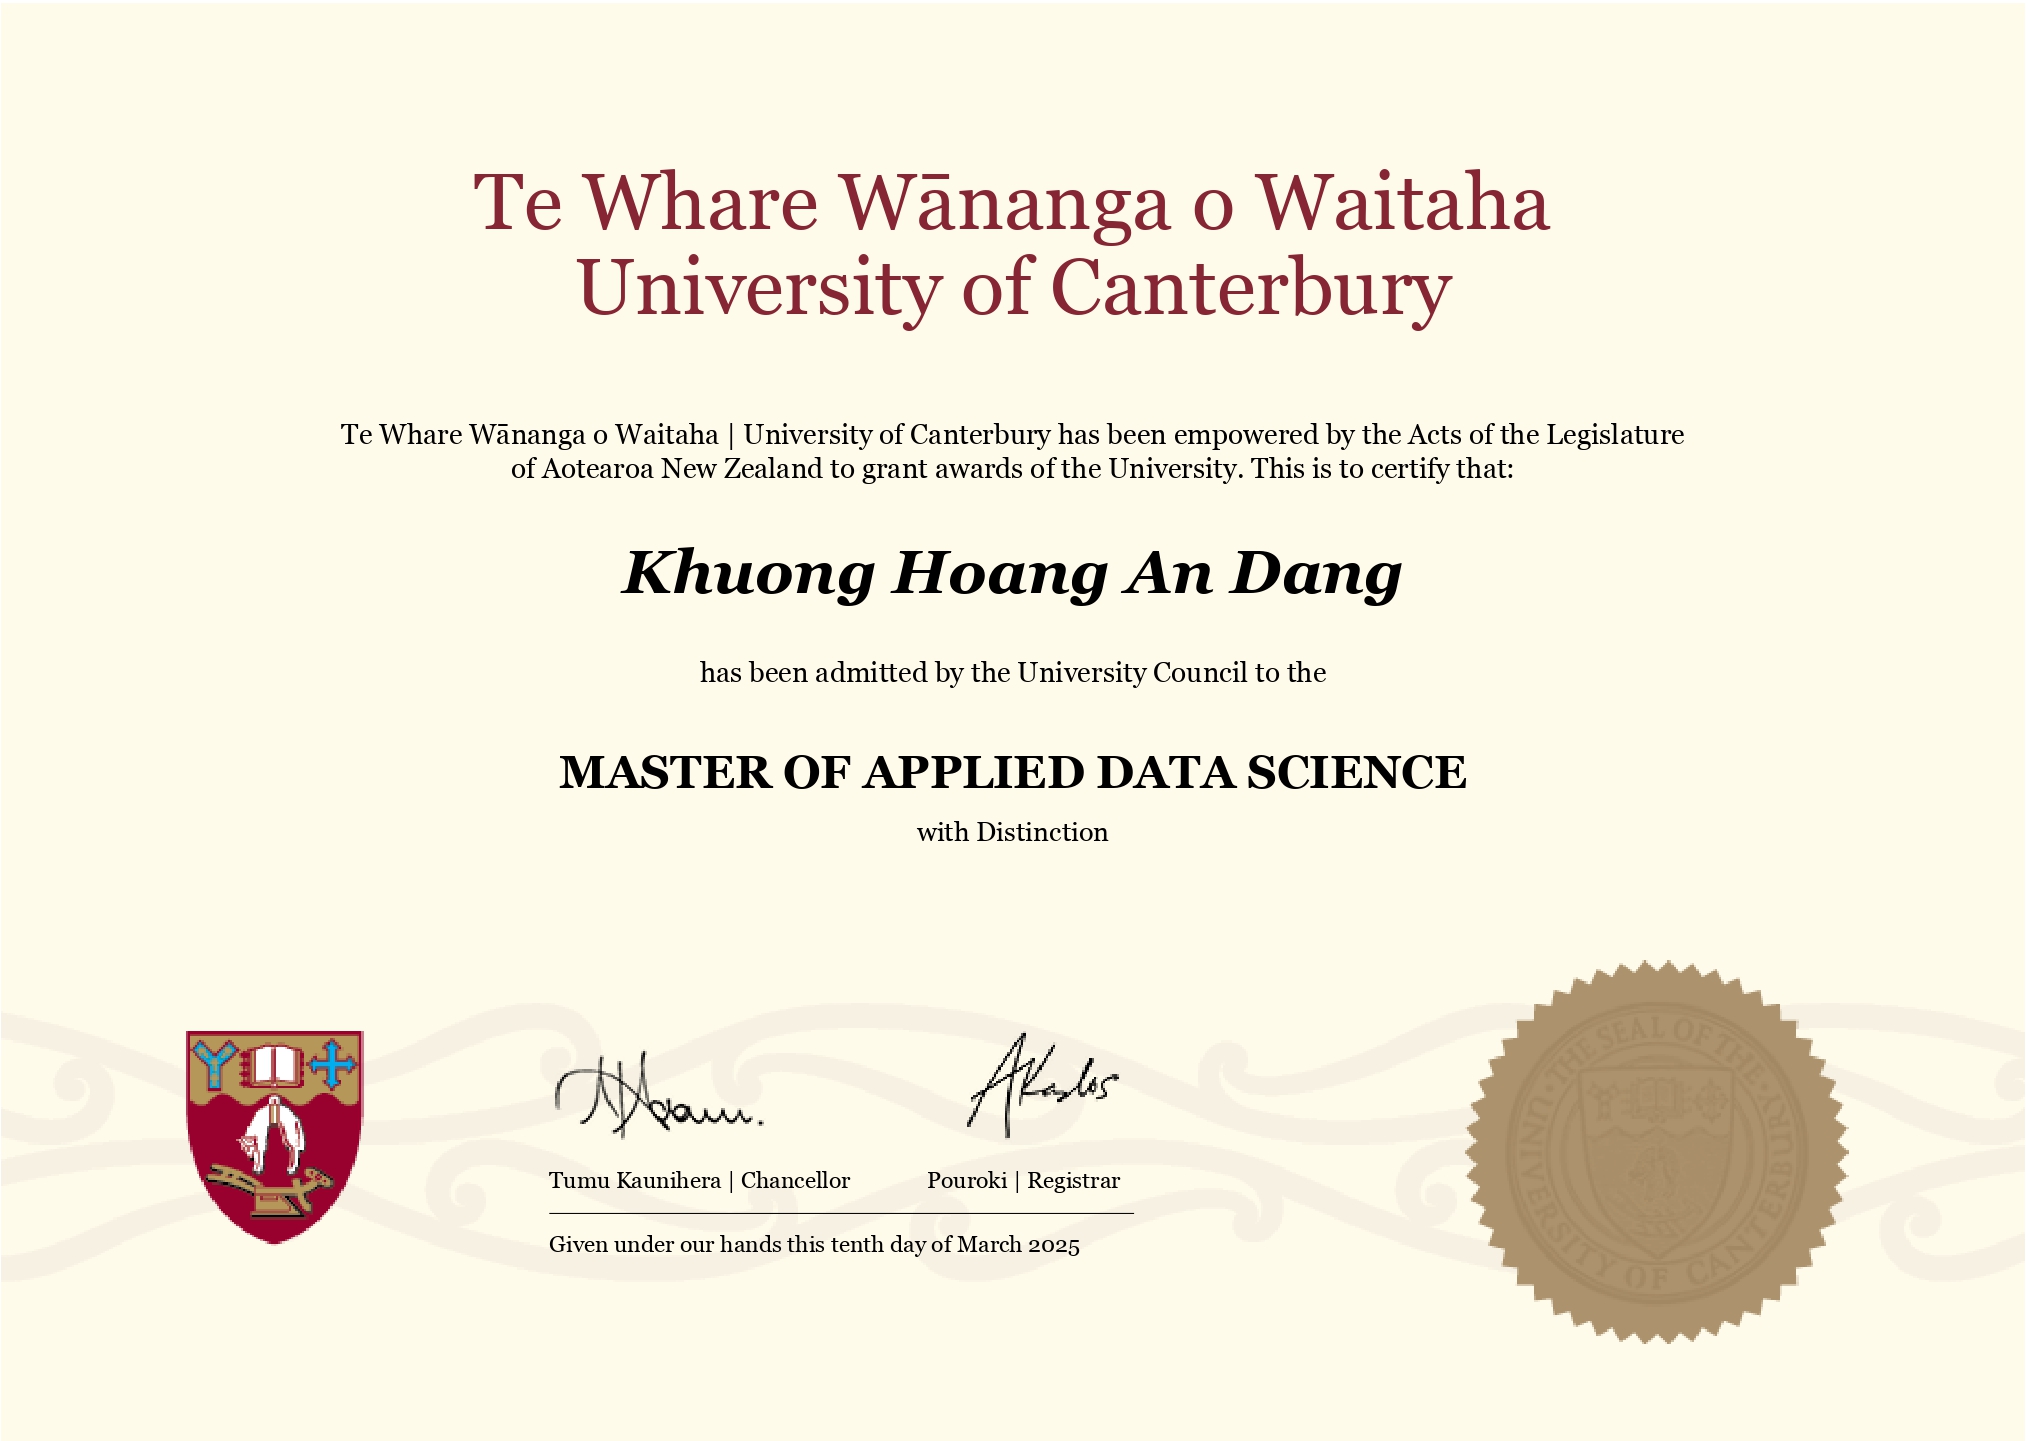 Te Whare Wānanga o Waitaha
University of Canterbury
Te Whare Wānanga o Waitaha | University of Canterbury has been empowered by the Acts of the Legislature
of Aotearoa New Zealand to grant awards of the University. This is to certify that:
Khuong Hoang An Dang
has been admitted by the University Council to the
MASTER OF APPLIED DATA SCIENCE
with Distinction
Tumu Kaunihera | Chancellor
Pouroki | Registrar
Given under our hands this tenth day of March 2025
THE SEAL OF THE UNIVERSITY OF CANTERBURY